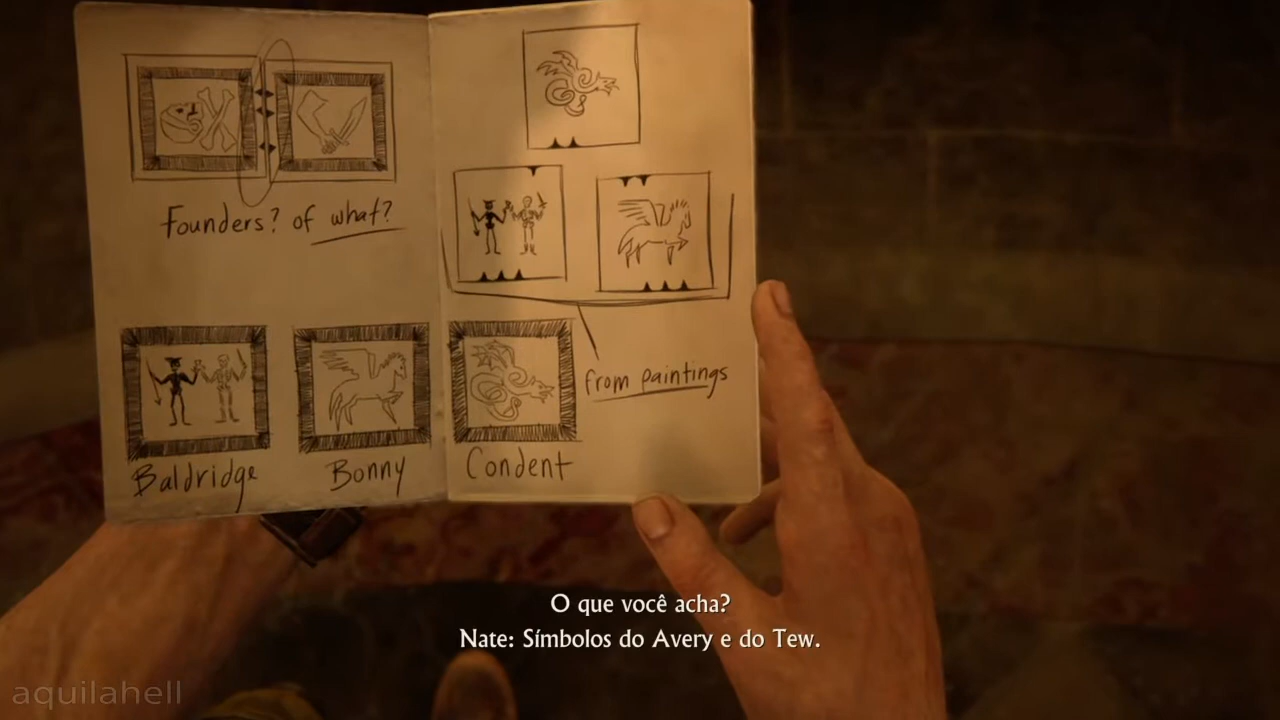 Founders? of what?
from paintings
Baldridge
Bonny
Condent
O que você acha?
Nate: Símbolos do Avery e do Tew.
aquilahell